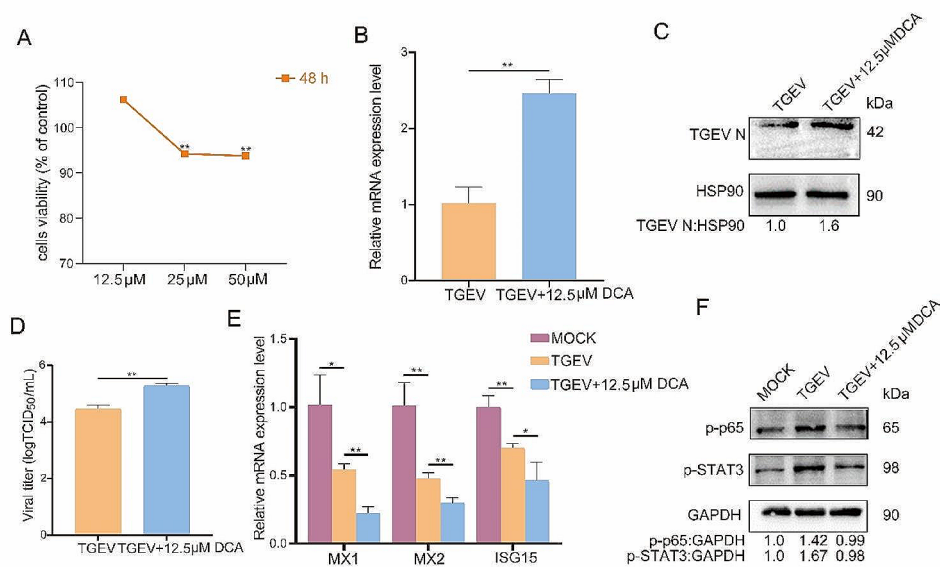 A
48 h
cells viability (% of control)
110
100
90
80
70
** **
12.5μM 25μM 50μM
B
Relative mRNA expression level
3
2
1
0
**
TGEV TGEV+12.5μM DCA
C
TGEV TGEV+12.5μMDCA
kDa
TGEV N 42
HSP90 90
TGEV N:HSP90 1.0 1.6
D
Viral titer (logTCID50/mL)
6
4
2
0
**
TGEV TGEV+12.5μM DCA
E
Relative mRNA expression level
1.5
1.0
0.5
0.0
MOCK
TGEV
TGEV+12.5μM DCA
* ** **
** ** *
MX1 MX2 ISG15
F
MOCK TGEV TGEV+12.5μMDCA
kDa
p-p65 65
p-STAT3 98
GAPDH 90
p-p65:GAPDH 1.0 1.42 0.99
p-STAT3:GAPDH 1.0 1.67 0.98